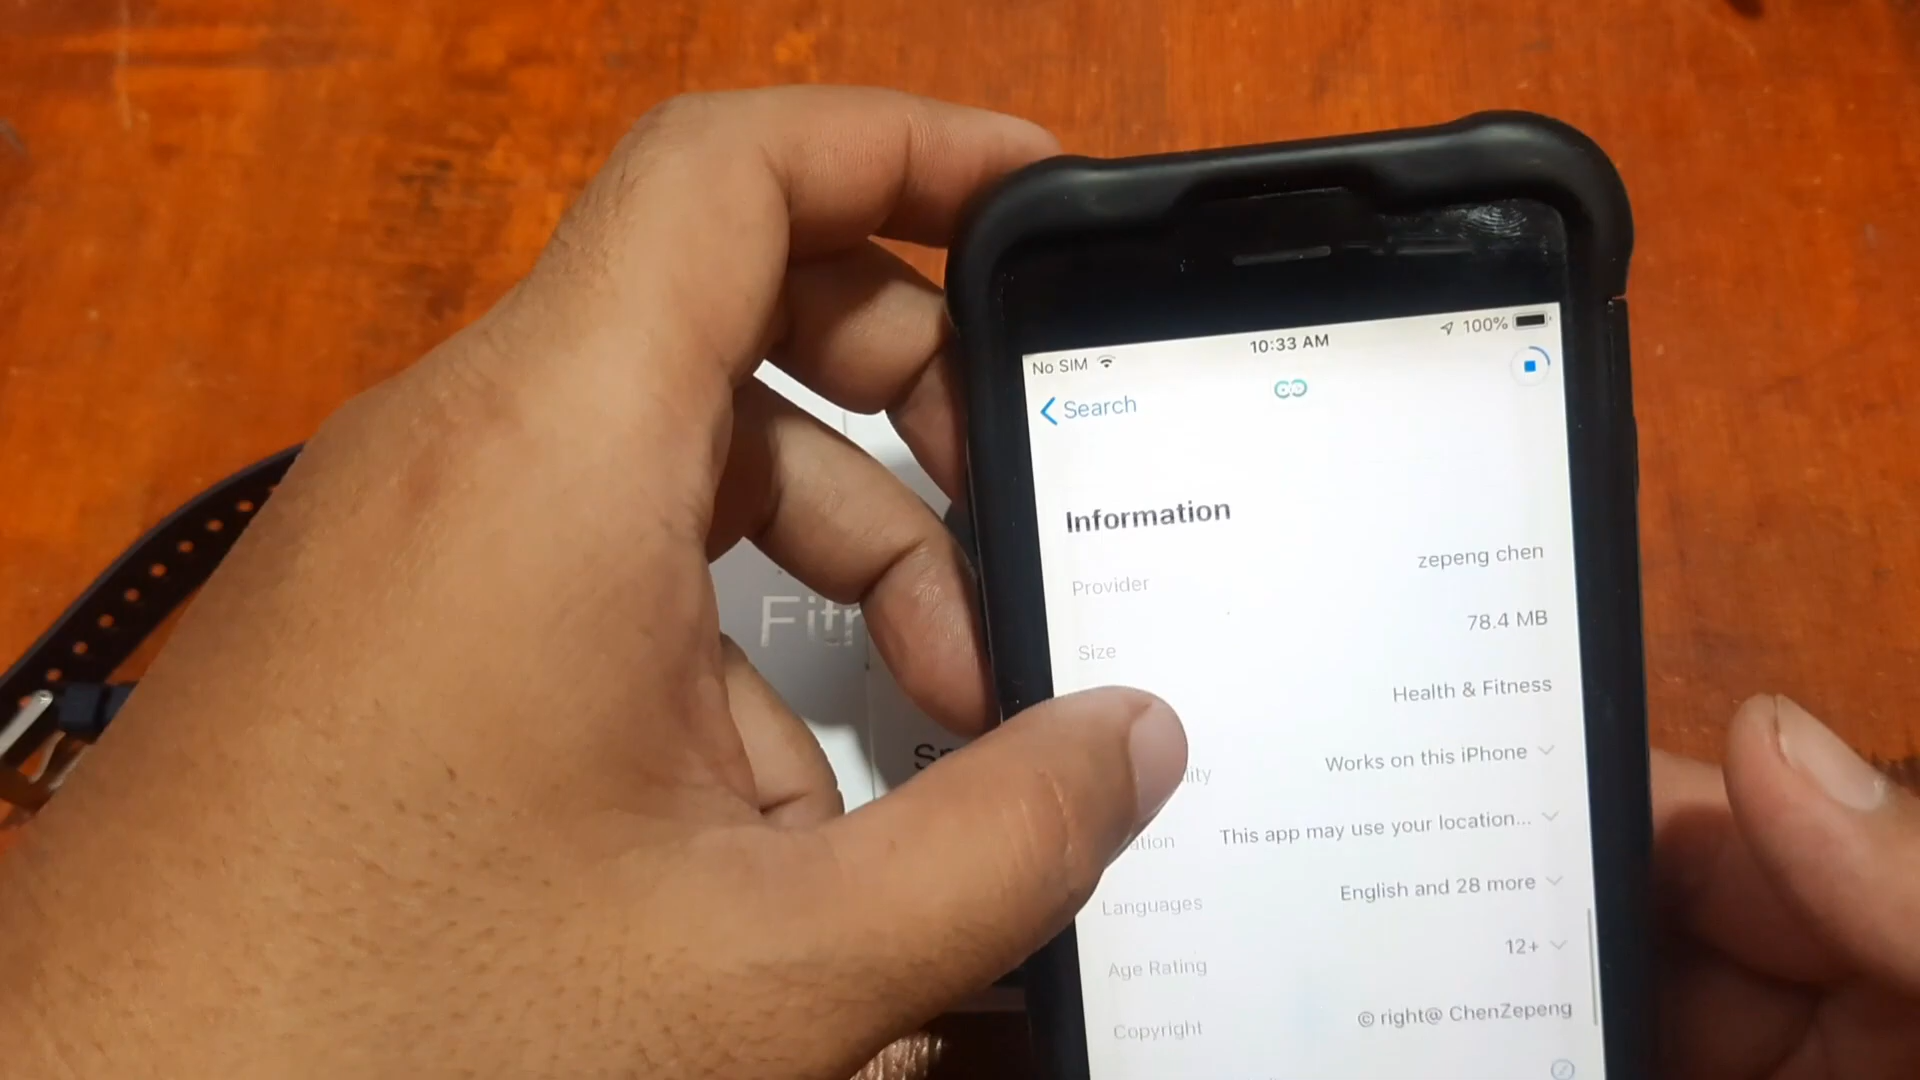 No SIM
10:33 AM
100%
Search
Information
Provider
zepeng chen
Size
78.4 MB
Health & Fitness
Works on this iPhone
This app may use your location...
Languages
English and 28 more
Age Rating
12+
Copyright
© right@ ChenZepeng